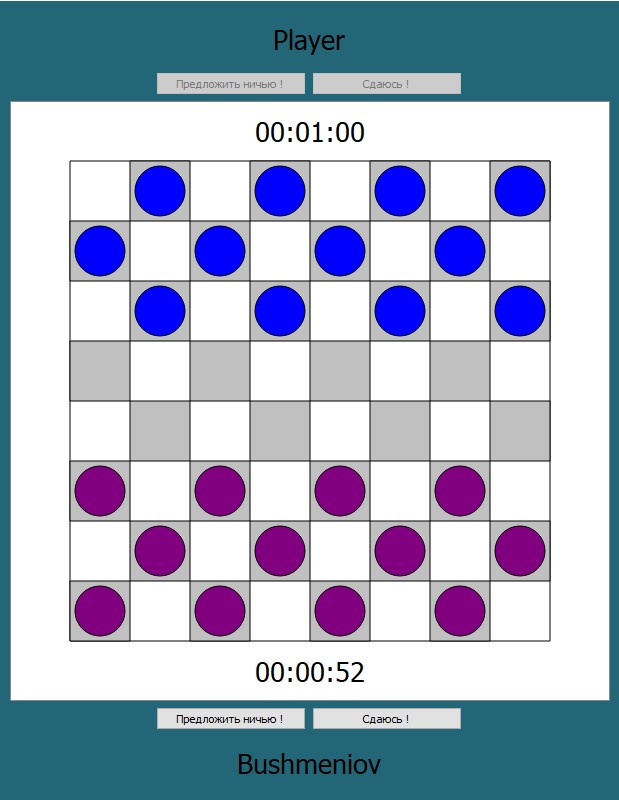 Player
Предложить ничью !
Сдаюсь !
00:01:00
00:00:52
Предложить ничью !
Сдаюсь !
Bushmeniov